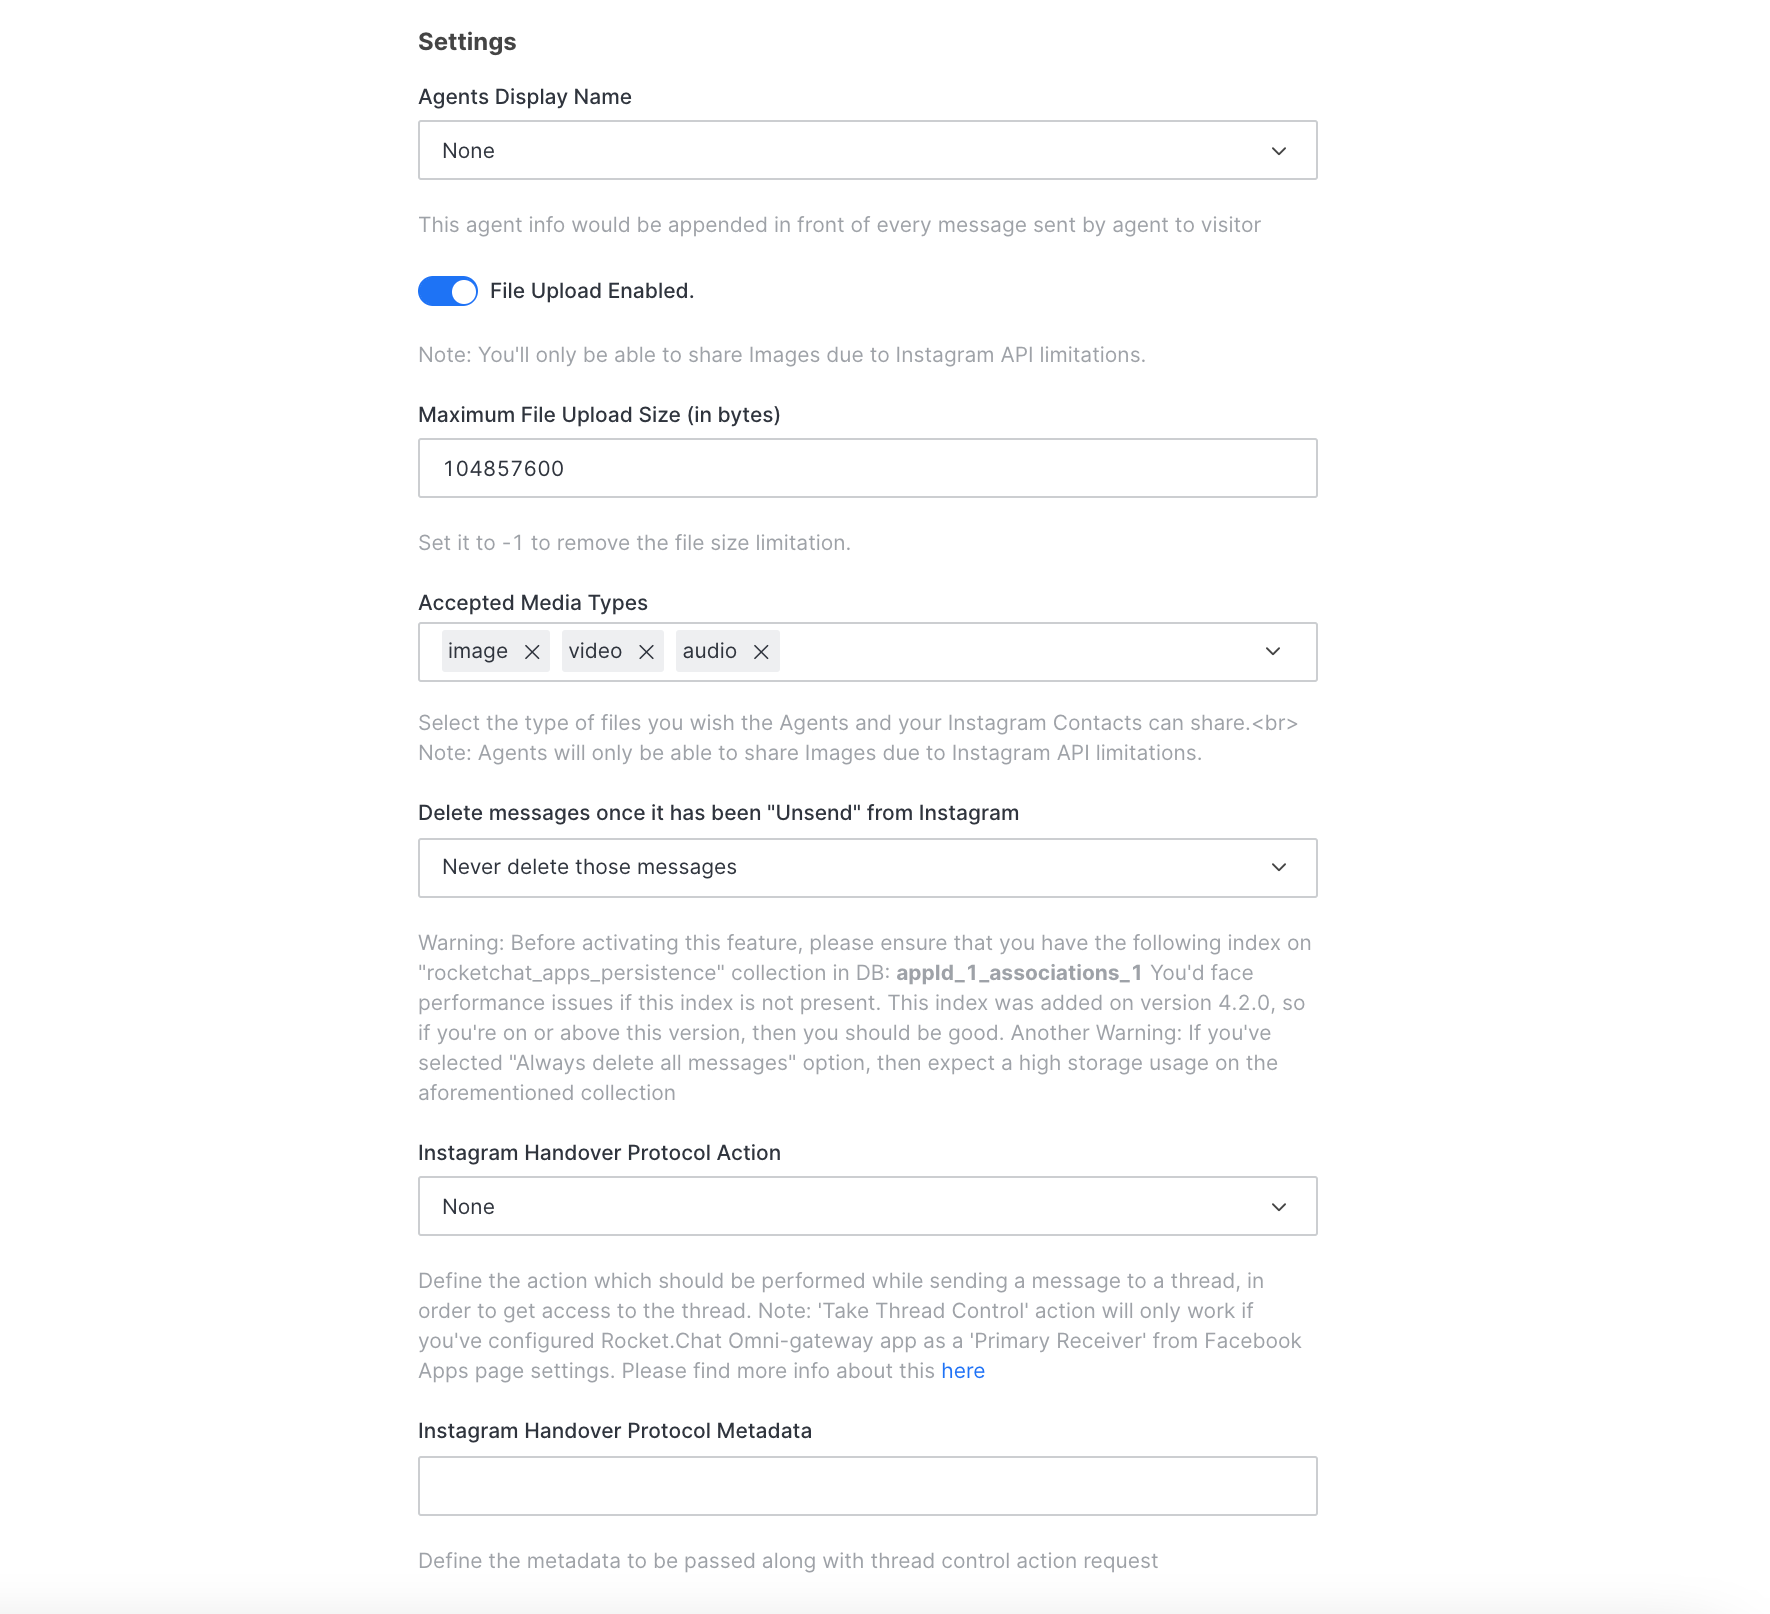 Settings
Agents Display Name
None
This agent info would be appended in front of every message sent by agent to visitor
File Upload Enabled.
Note: You'll only be able to share Images due to Instagram API limitations.
Maximum File Upload Size (in bytes)
104857600
Set it to -1 to remove the file size limitation.
Accepted Media Types
image video audio
Select the type of files you wish the Agents and your Instagram Contacts can share.<br>
Note: Agents will only be able to share Images due to Instagram API limitations.
Delete messages once it has been "Unsend" from Instagram
Never delete those messages
Warning: Before activating this feature, please ensure that you have the following index on
"rocketchat_apps_persistence" collection in DB: appId_1_associations_1 You'd face
performance issues if this index is not present. This index was added on version 4.2.0, so
if you're on or above this version, then you should be good. Another Warning: If you've
selected "Always delete all messages" option, then expect a high storage usage on the
aforementioned collection
Instagram Handover Protocol Action
None
Define the action which should be performed while sending a message to a thread, in
order to get access to the thread. Note: 'Take Thread Control' action will only work if
you've configured Rocket.Chat Omni-gateway app as a 'Primary Receiver' from Facebook
Apps page settings. Please find more info about this here
Instagram Handover Protocol Metadata
Define the metadata to be passed along with thread control action request